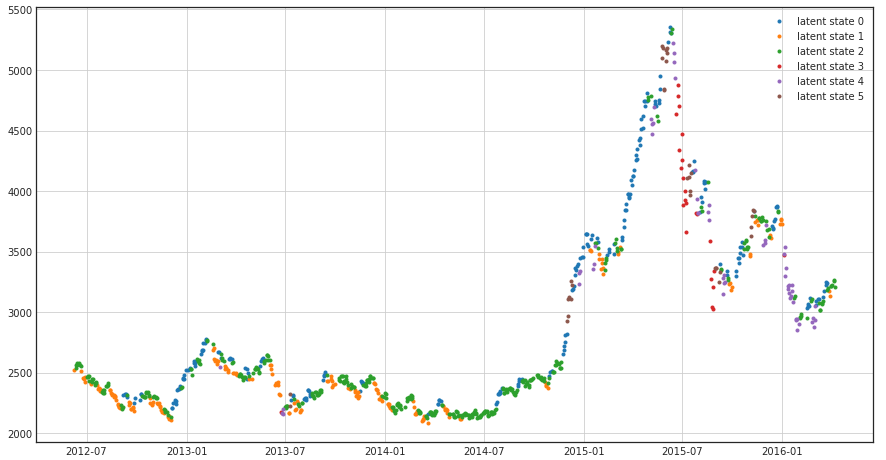 5500
5000
4500
4000
3500
3000
2500
2000
2012-07 2013-01 2013-07 2014-01 2014-07 2015-01 2015-07 2016-01
latent state 0
latent state 1
latent state 2
latent state 3
latent state 4
latent state 5